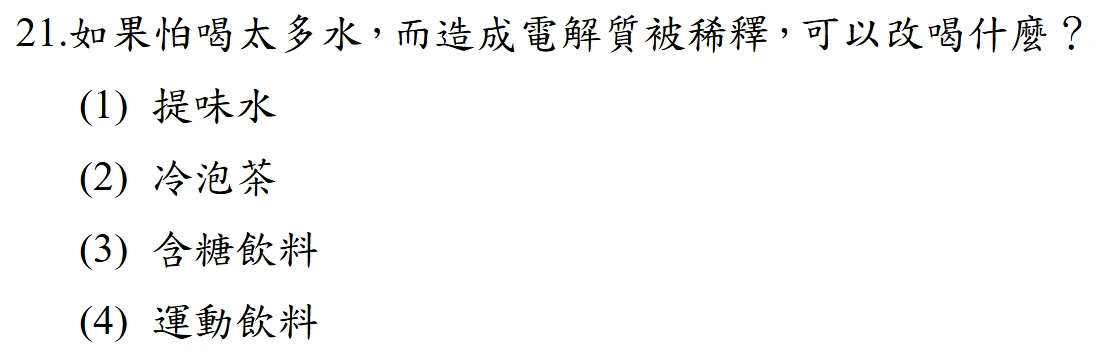 21.如果怕喝太多水，而造成電解質被稀釋，可以改喝什麼？
(1) 提味水
(2) 冷泡茶
(3) 含糖飲料
(4) 運動飲料